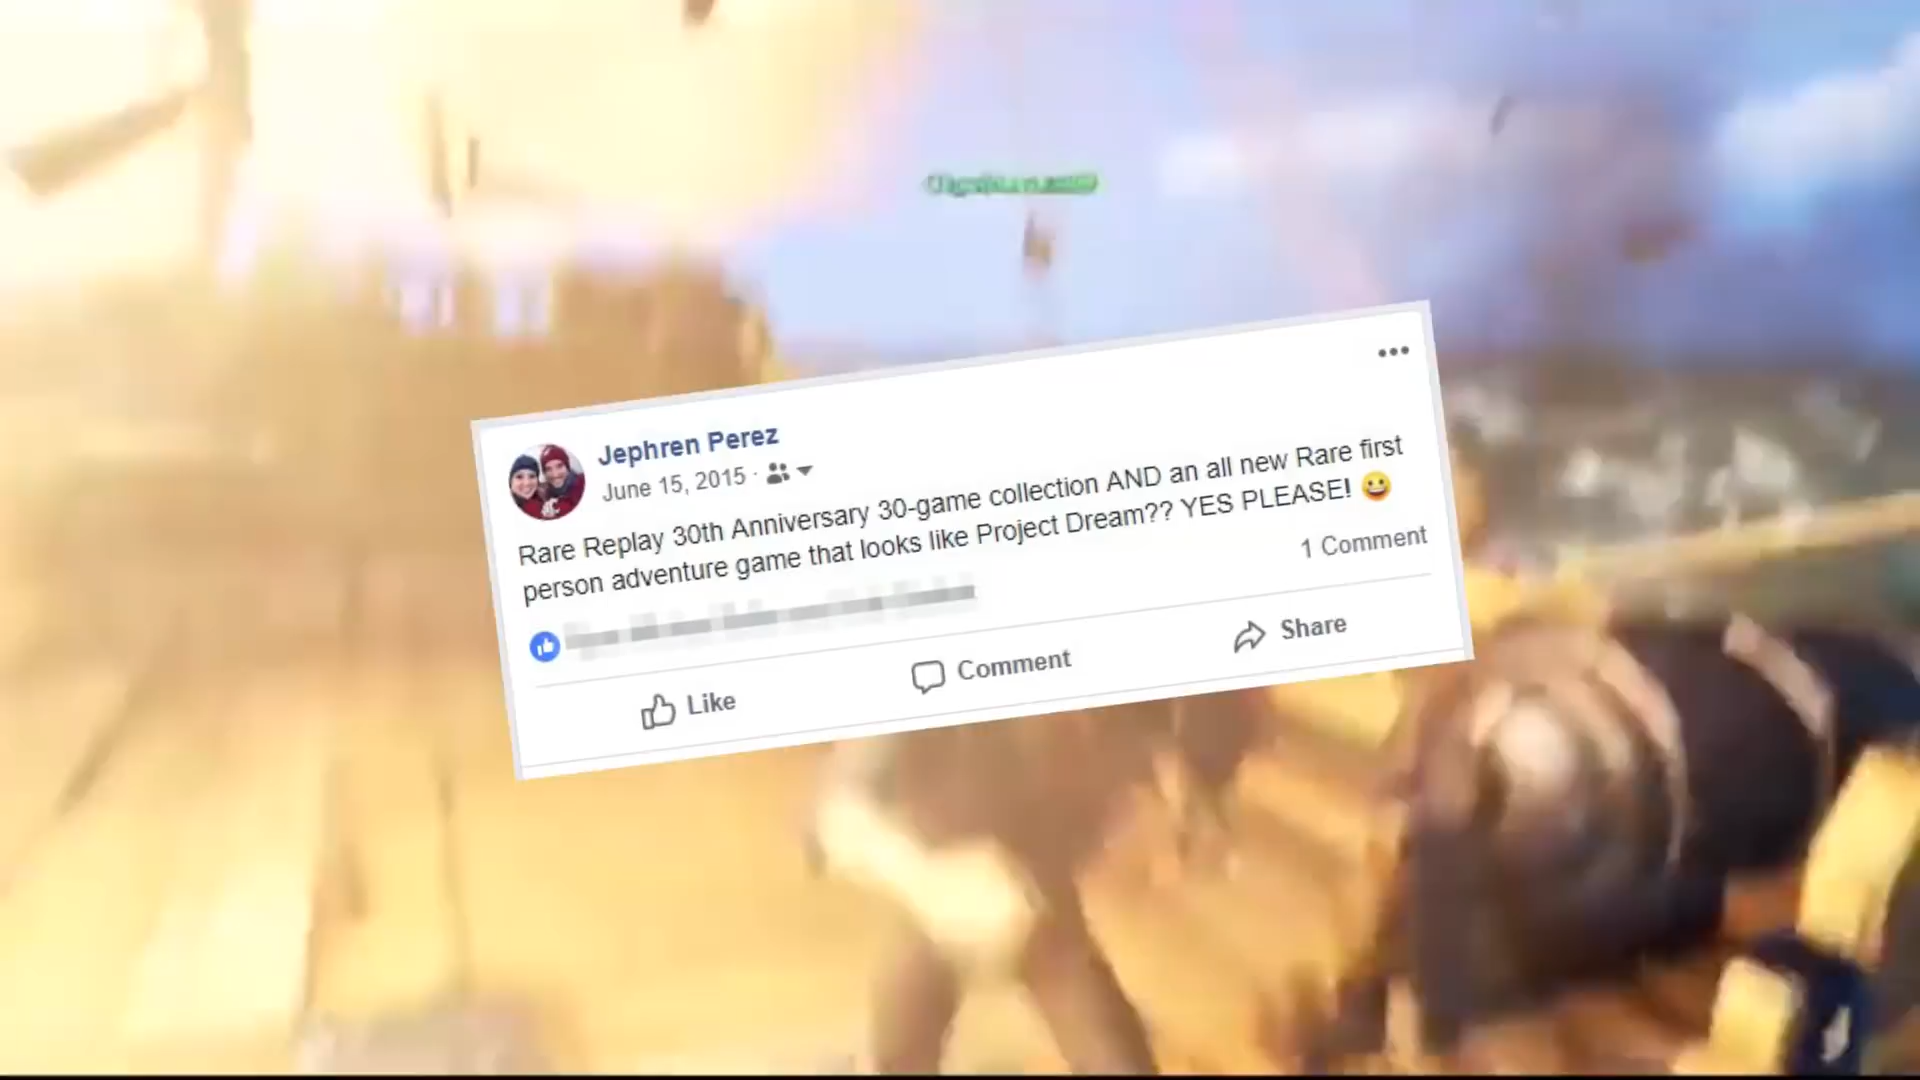 Jephren Perez
June 15, 2015 ·
Rare Replay 30th Anniversary 30-game collection AND an all new Rare first
person adventure game that looks like Project Dream?? YES PLEASE! 😀
1 Comment
Like
Comment
Share